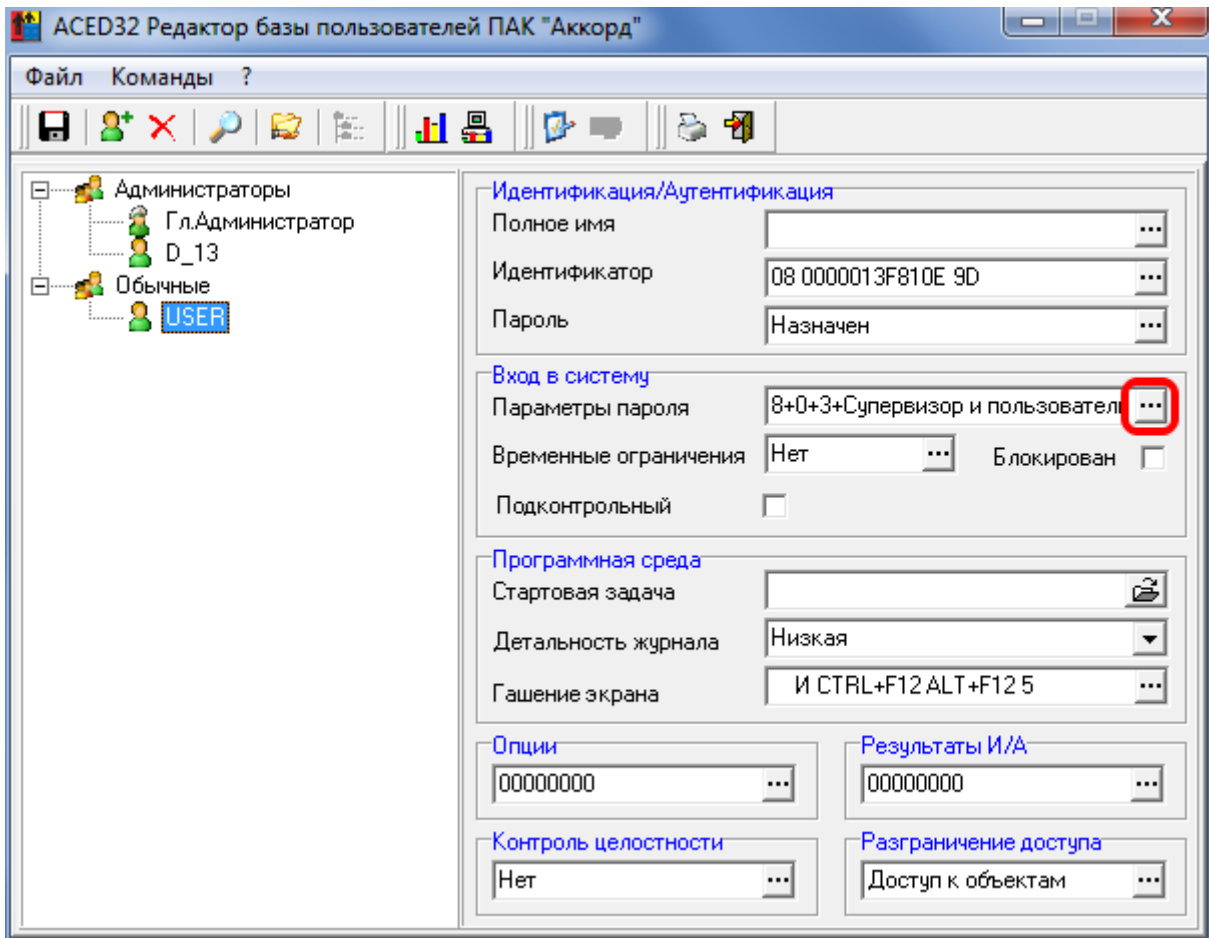 ACED32 Редактор базы пользователей ПАК "Аккорд"
Файл Команды ?
Администраторы
Гл.Администратор
D_13
Обычные
USER
Идентификация/Аутентификация
Полное имя
Идентификатор 08 0000013F810E 9D
Пароль Назначен
Вход в систему
Параметры пароля 8+0+3+Супервизор и пользователь
Временные ограничения Нет Блокирован
Подконтрольный
Программная среда
Стартовая задача
Детальность журнала Низкая
Гашение экрана И CTRL+F12 ALT+F12 5
Опции Результаты И/А
00000000 00000000
Контроль целостности Разграничение доступа
Нет Доступ к объектам